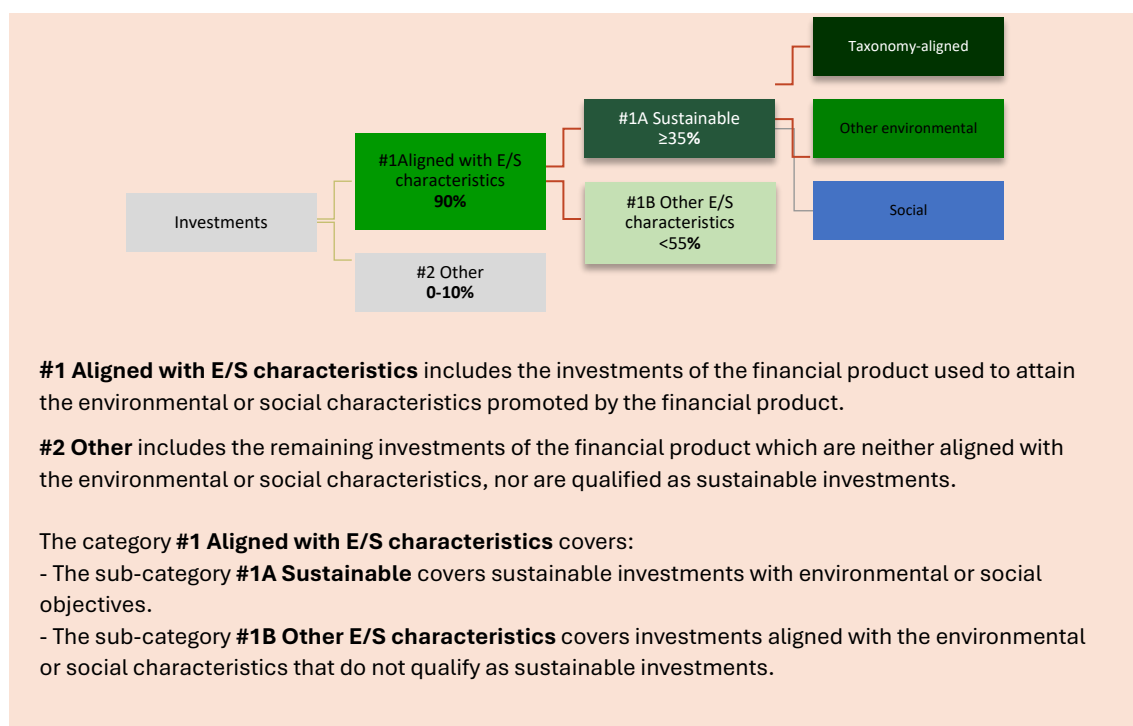 Taxonomy-aligned
#1A Sustainable
≥35%
Other environmental
#1Aligned with E/S
characteristics
90%
#1B Other E/S
characteristics
<55%
Social
Investments
#2 Other
0-10%
#1 Aligned with E/S characteristics includes the investments of the financial product used to attain
the environmental or social characteristics promoted by the financial product.
#2 Other includes the remaining investments of the financial product which are neither aligned with
the environmental or social characteristics, nor are qualified as sustainable investments.
The category #1 Aligned with E/S characteristics covers:
- The sub-category #1A Sustainable covers sustainable investments with environmental or social
objectives.
- The sub-category #1B Other E/S characteristics covers investments aligned with the environmental
or social characteristics that do not qualify as sustainable investments.